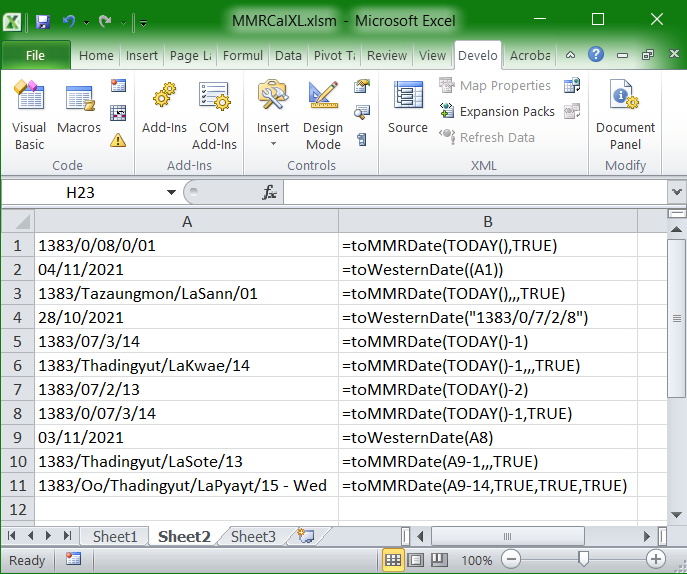 MMRCalXL.xlsm - Microsoft Excel
File Home Insert Page La Formul Data Pivot Ta Review View Develo Acroba
Visual Basic Macros Add-Ins COM Add-Ins Insert Design Mode Source Map Properties Expansion Packs Refresh Data Document Panel
Code Add-Ins Controls XML Modify
H23 fx
A B
1 1383/0/08/0/01 =toMMRDate(TODAY(),TRUE)
2 04/11/2021 =toWesternDate((A1))
3 1383/Tazaungmon/LaSann/01 =toMMRDate(TODAY(),,,TRUE)
4 28/10/2021 =toWesternDate("1383/0/7/2/8")
5 1383/07/3/14 =toMMRDate(TODAY()-1)
6 1383/Thadingyut/LaKwae/14 =toMMRDate(TODAY()-1,,,TRUE)
7 1383/07/2/13 =toMMRDate(TODAY()-2)
8 1383/0/07/3/14 =toMMRDate(TODAY()-1,TRUE)
9 03/11/2021 =toWesternDate(A8)
10 1383/Thadingyut/LaSote/13 =toMMRDate(A9-1,,,TRUE)
11 1383/Oo/Thadingyut/LaPyayt/15 - Wed =toMMRDate(A9-14,TRUE,TRUE,TRUE)
12
Sheet1 Sheet2 Sheet3
Ready 100%